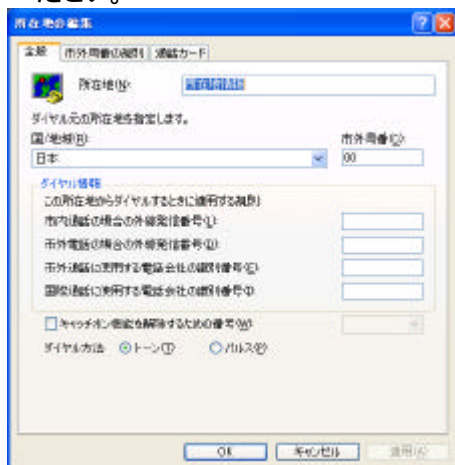 ださい。
所在地の編集
全般 市外局番の規則 通話カード
所在地(N):
ダイヤル元の所在地を指定します。
国/地域(R): 市外局番(C):
日本 00
ダイヤル情報
この所在地からダイヤルするときに適用する規則:
市内通話の場合の外線発信番号(L):
市外電話の場合の外線発信番号(D):
市外通話に使用する電話会社の識別番号(E):
国際通話に使用する電話会社の識別番号(I):
キャッチホン機能を解除するための番号(W):
ダイヤル方法: トーン(T) パルス(P)
OK キャンセル 適用(A)